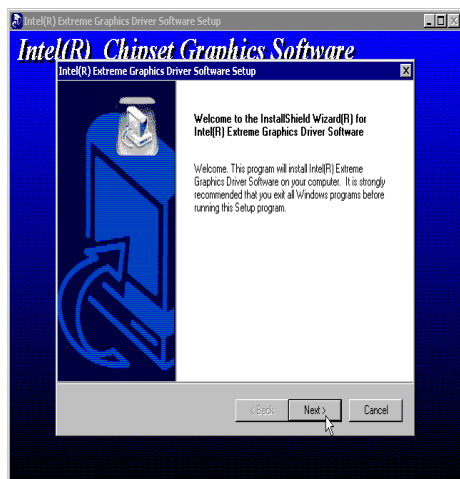 Intel(R) Extreme Graphics Driver Software Setup
Intel(R) Chipset Graphics Software
Intel(R) Extreme Graphics Driver Software Setup
Welcome to the InstallShield Wizard(R) for
Intel(R) Extreme Graphics Driver Software
Welcome. This program will install Intel(R) Extreme
Graphics Driver Software on your computer. It is strongly
recommended that you exit all Windows programs before
running this Setup program.
< Back
Next >
Cancel